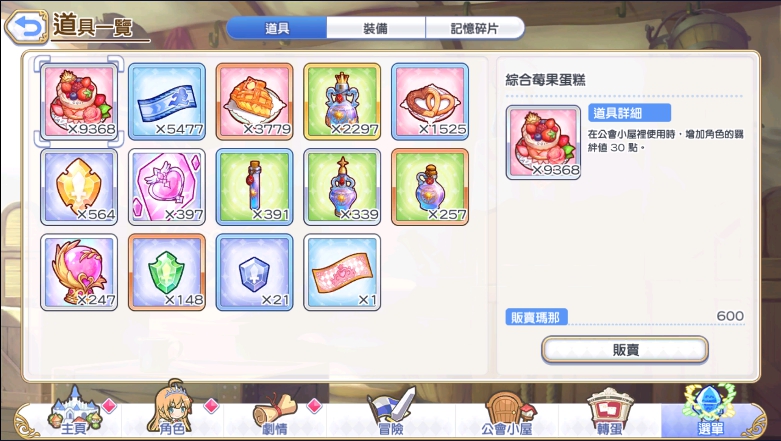 道具一覽
道具
裝備
記憶碎片
×9368
×5477
×3779
×2297
×1525
×564
×397
×391
×339
×257
×247
×148
×21
×1
綜合莓果蛋糕
×9368
道具詳細
在公會小屋裡使用時，增加角色的羈
絆值 30 點。
販賣瑪那
600
販賣
主頁
角色
劇情
冒險
公會小屋
轉蛋
選單